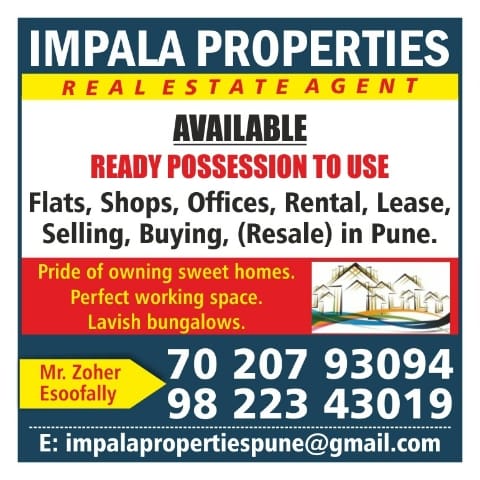 IMPALA PROPERTIES
REAL ESTATE AGENT
AVAILABLE
READY POSSESSION TO USE
Flats, Shops, Offices, Rental, Lease,
Selling, Buying, (Resale) in Pune.
Pride of owning sweet homes.
Perfect working space.
Lavish bungalows.
Mr. Zoher
Esoofally
70 207 93094
98 223 43019
E: impalapropertiespune@gmail.com